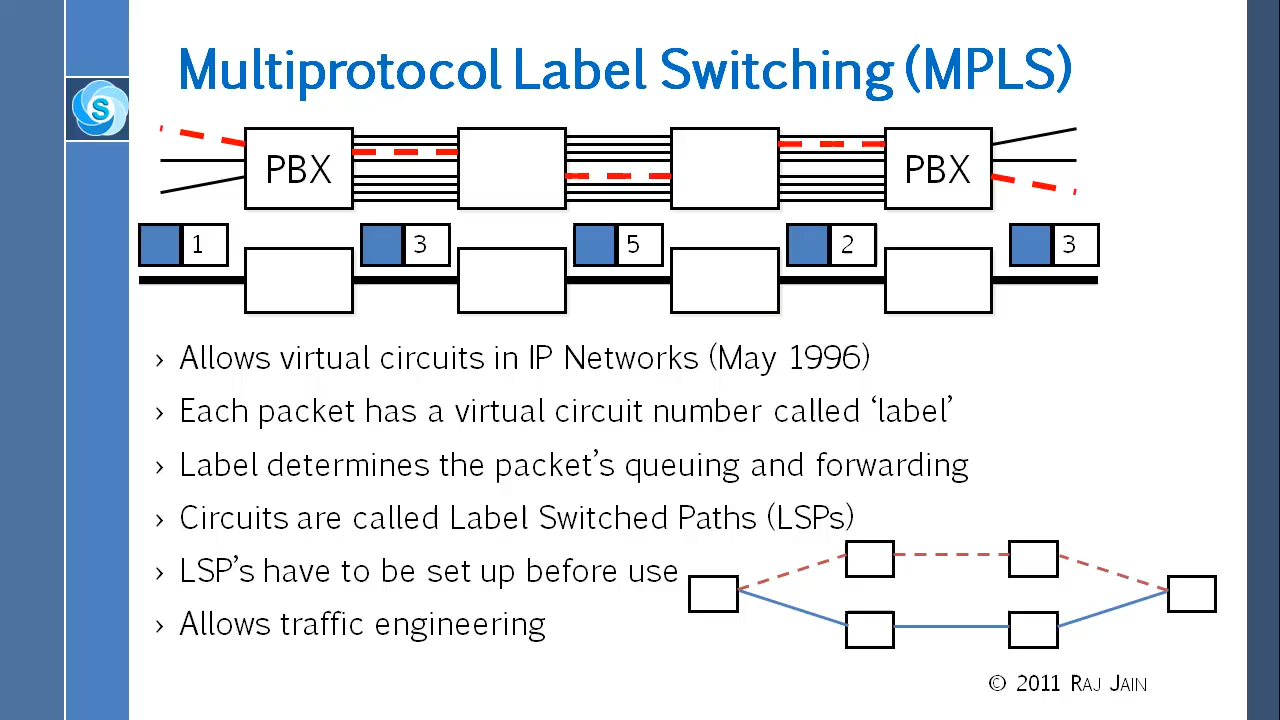 Multiprotocol Label Switching (MPLS)
S
PBX PBX
1 3 5 2 3
› Allows virtual circuits in IP Networks (May 1996)
› Each packet has a virtual circuit number called ‘label’
› Label determines the packet’s queuing and forwarding
› Circuits are called Label Switched Paths (LSPs)
› LSP’s have to be set up before use
› Allows traffic engineering
© 2011 RAJ JAIN